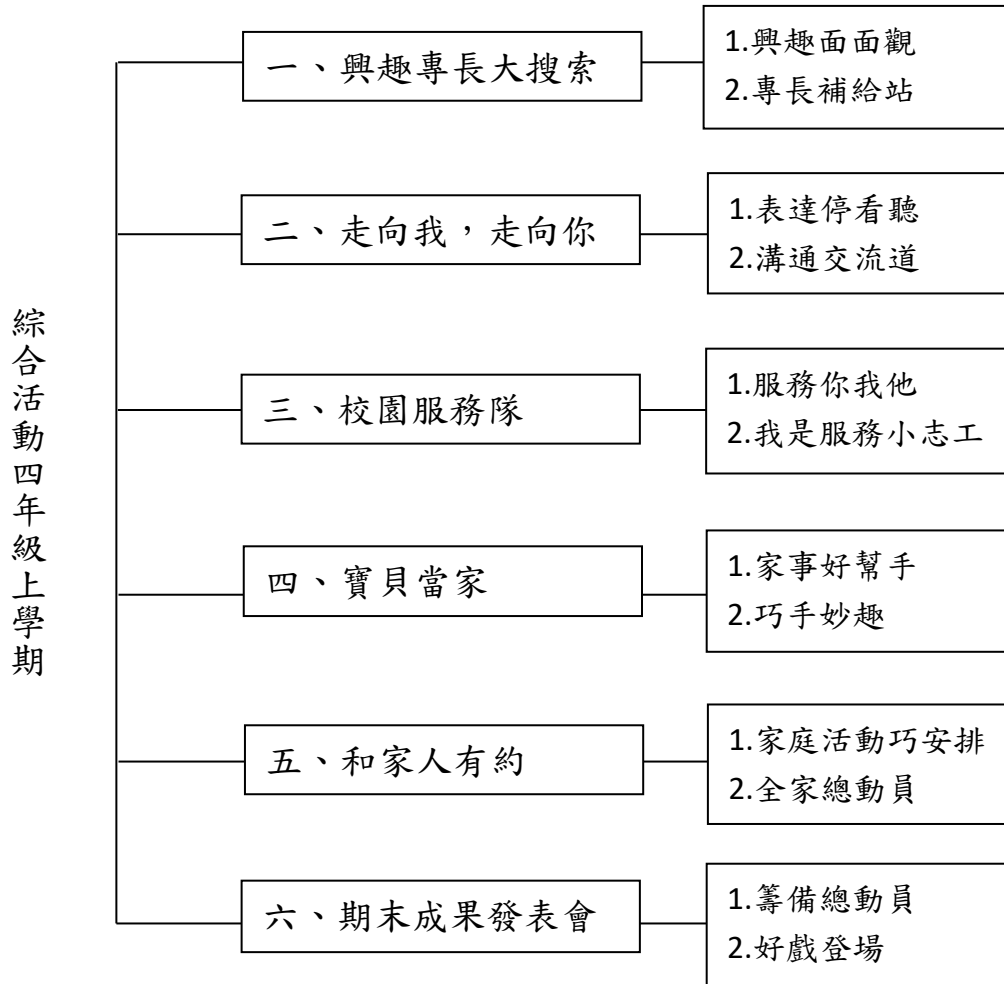 綜合活動四年級上學期
一、興趣專長大搜索
1.興趣面面觀
2.專長補給站
二、走向我，走向你
1.表達停看聽
2.溝通交流道
三、校園服務隊
1.服務你我他
2.我是服務小志工
四、寶貝當家
1.家事好幫手
2.巧手妙趣
五、和家人有約
1.家庭活動巧安排
2.全家總動員
六、期末成果發表會
1.籌備總動員
2.好戲登場